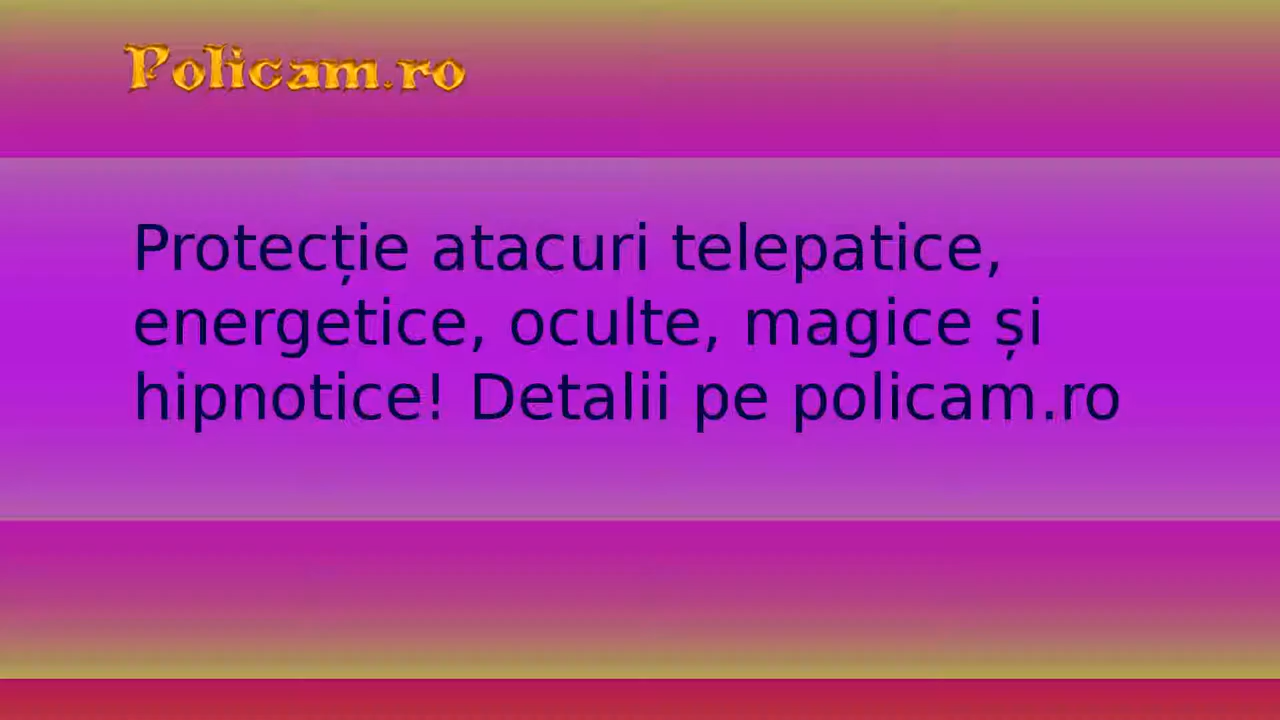 Policam.ro
Protecție atacuri telepatice,
energetice, oculte, magice și
hipnotice! Detalii pe policam.ro